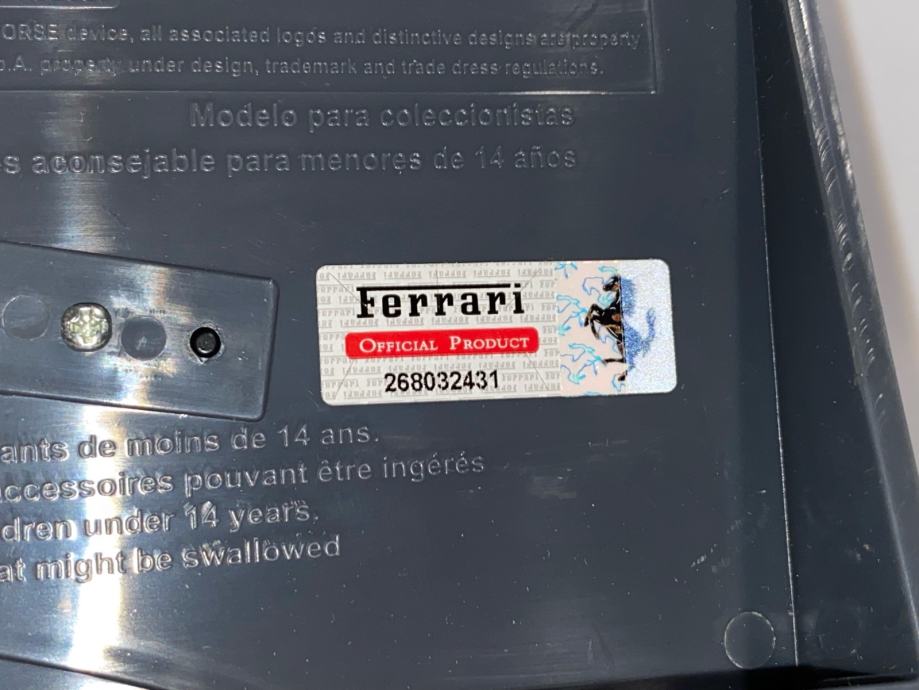 ORSE device, all associated logos and distinctive designs are property
p.A. property under design, trademark and trade dress regulations.
Modelo para coleccionistas
s aconsejable para menores de 14 años
Ferrari
OFFICIAL PRODUCT
268032431
ants de moins de 14 ans.
ccessoires pouvant être ingérés
dren under 14 years.
at might be swallowed